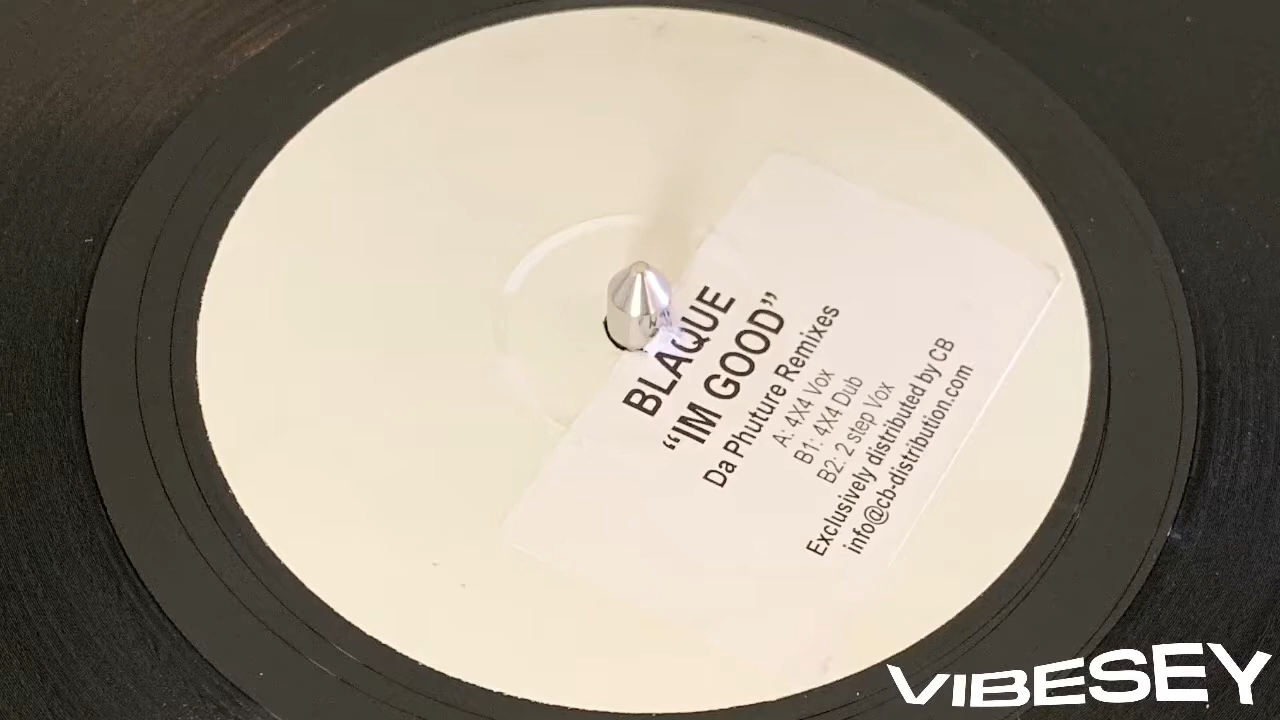 BLAQUE
“IM GOOD”
Da Phuture Remixes
A: 4X4 Vox
B1: 4X4 Dub
B2: 2 step Vox
Exclusively distributed by CB
info@cb-distribution.com
VIBESEY